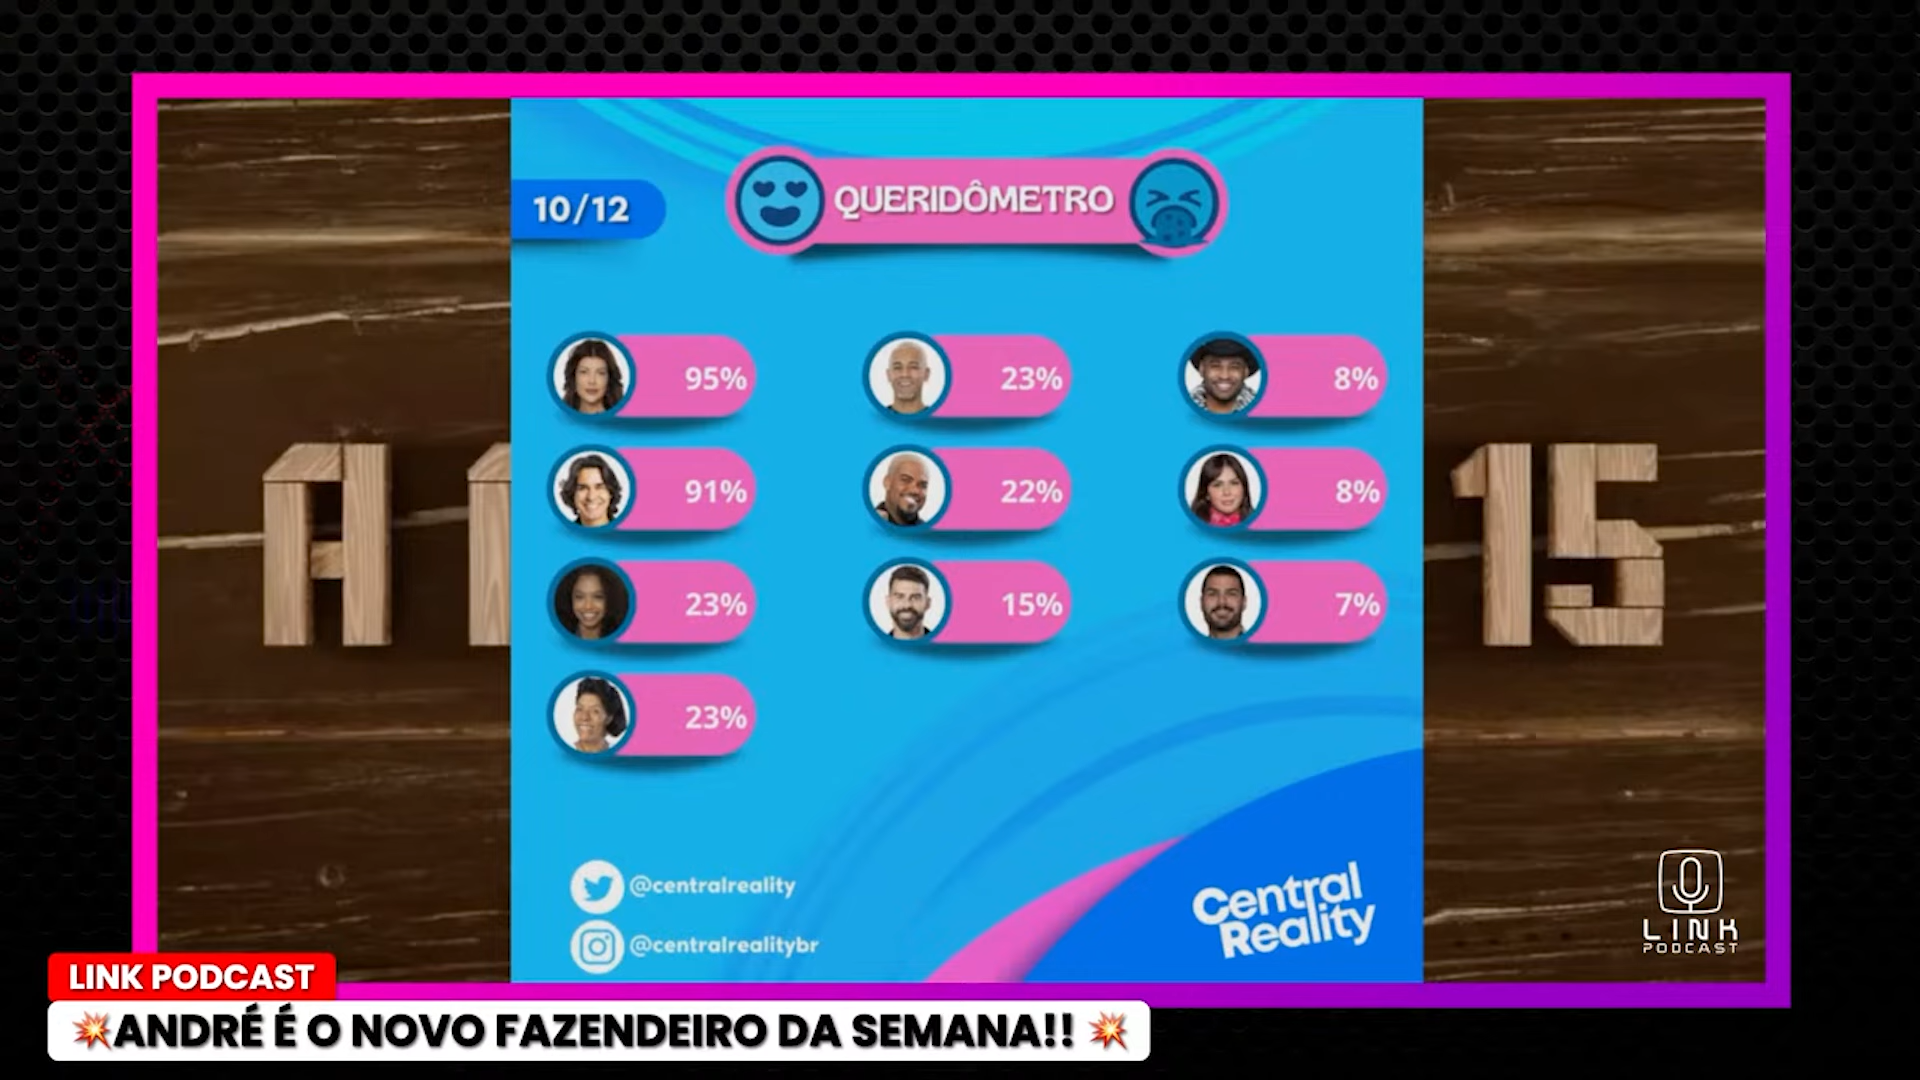 10/12
QUERIDÔMETRO
95%
23%
8%
91%
22%
8%
23%
15%
7%
23%
A
15
@centralreality
@centralrealitybr
Central
Reality
LINK
PODCAST
LINK PODCAST
ANDRÉ É O NOVO FAZENDEIRO DA SEMANA!!